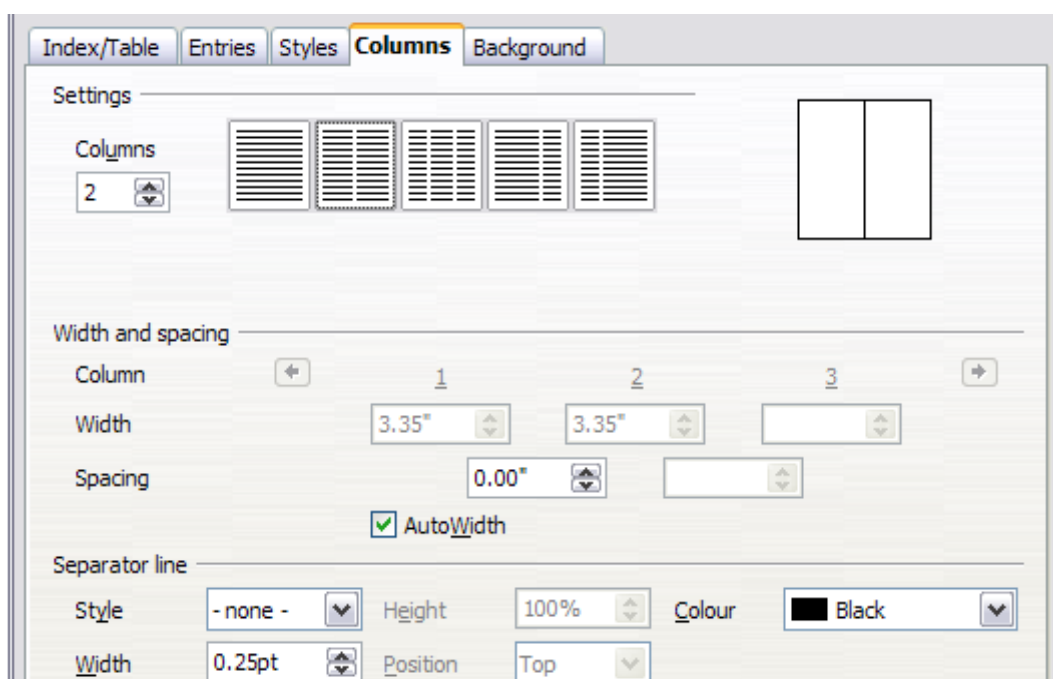 Index/Table Entries Styles Columns Background
Settings
Columns
2
Width and spacing
Column 1 2 3
Width 3.35" 3.35"
Spacing 0.00"
AutoWidth
Separator line
Style - none - Height 100% Colour Black
Width 0.25pt Position Top